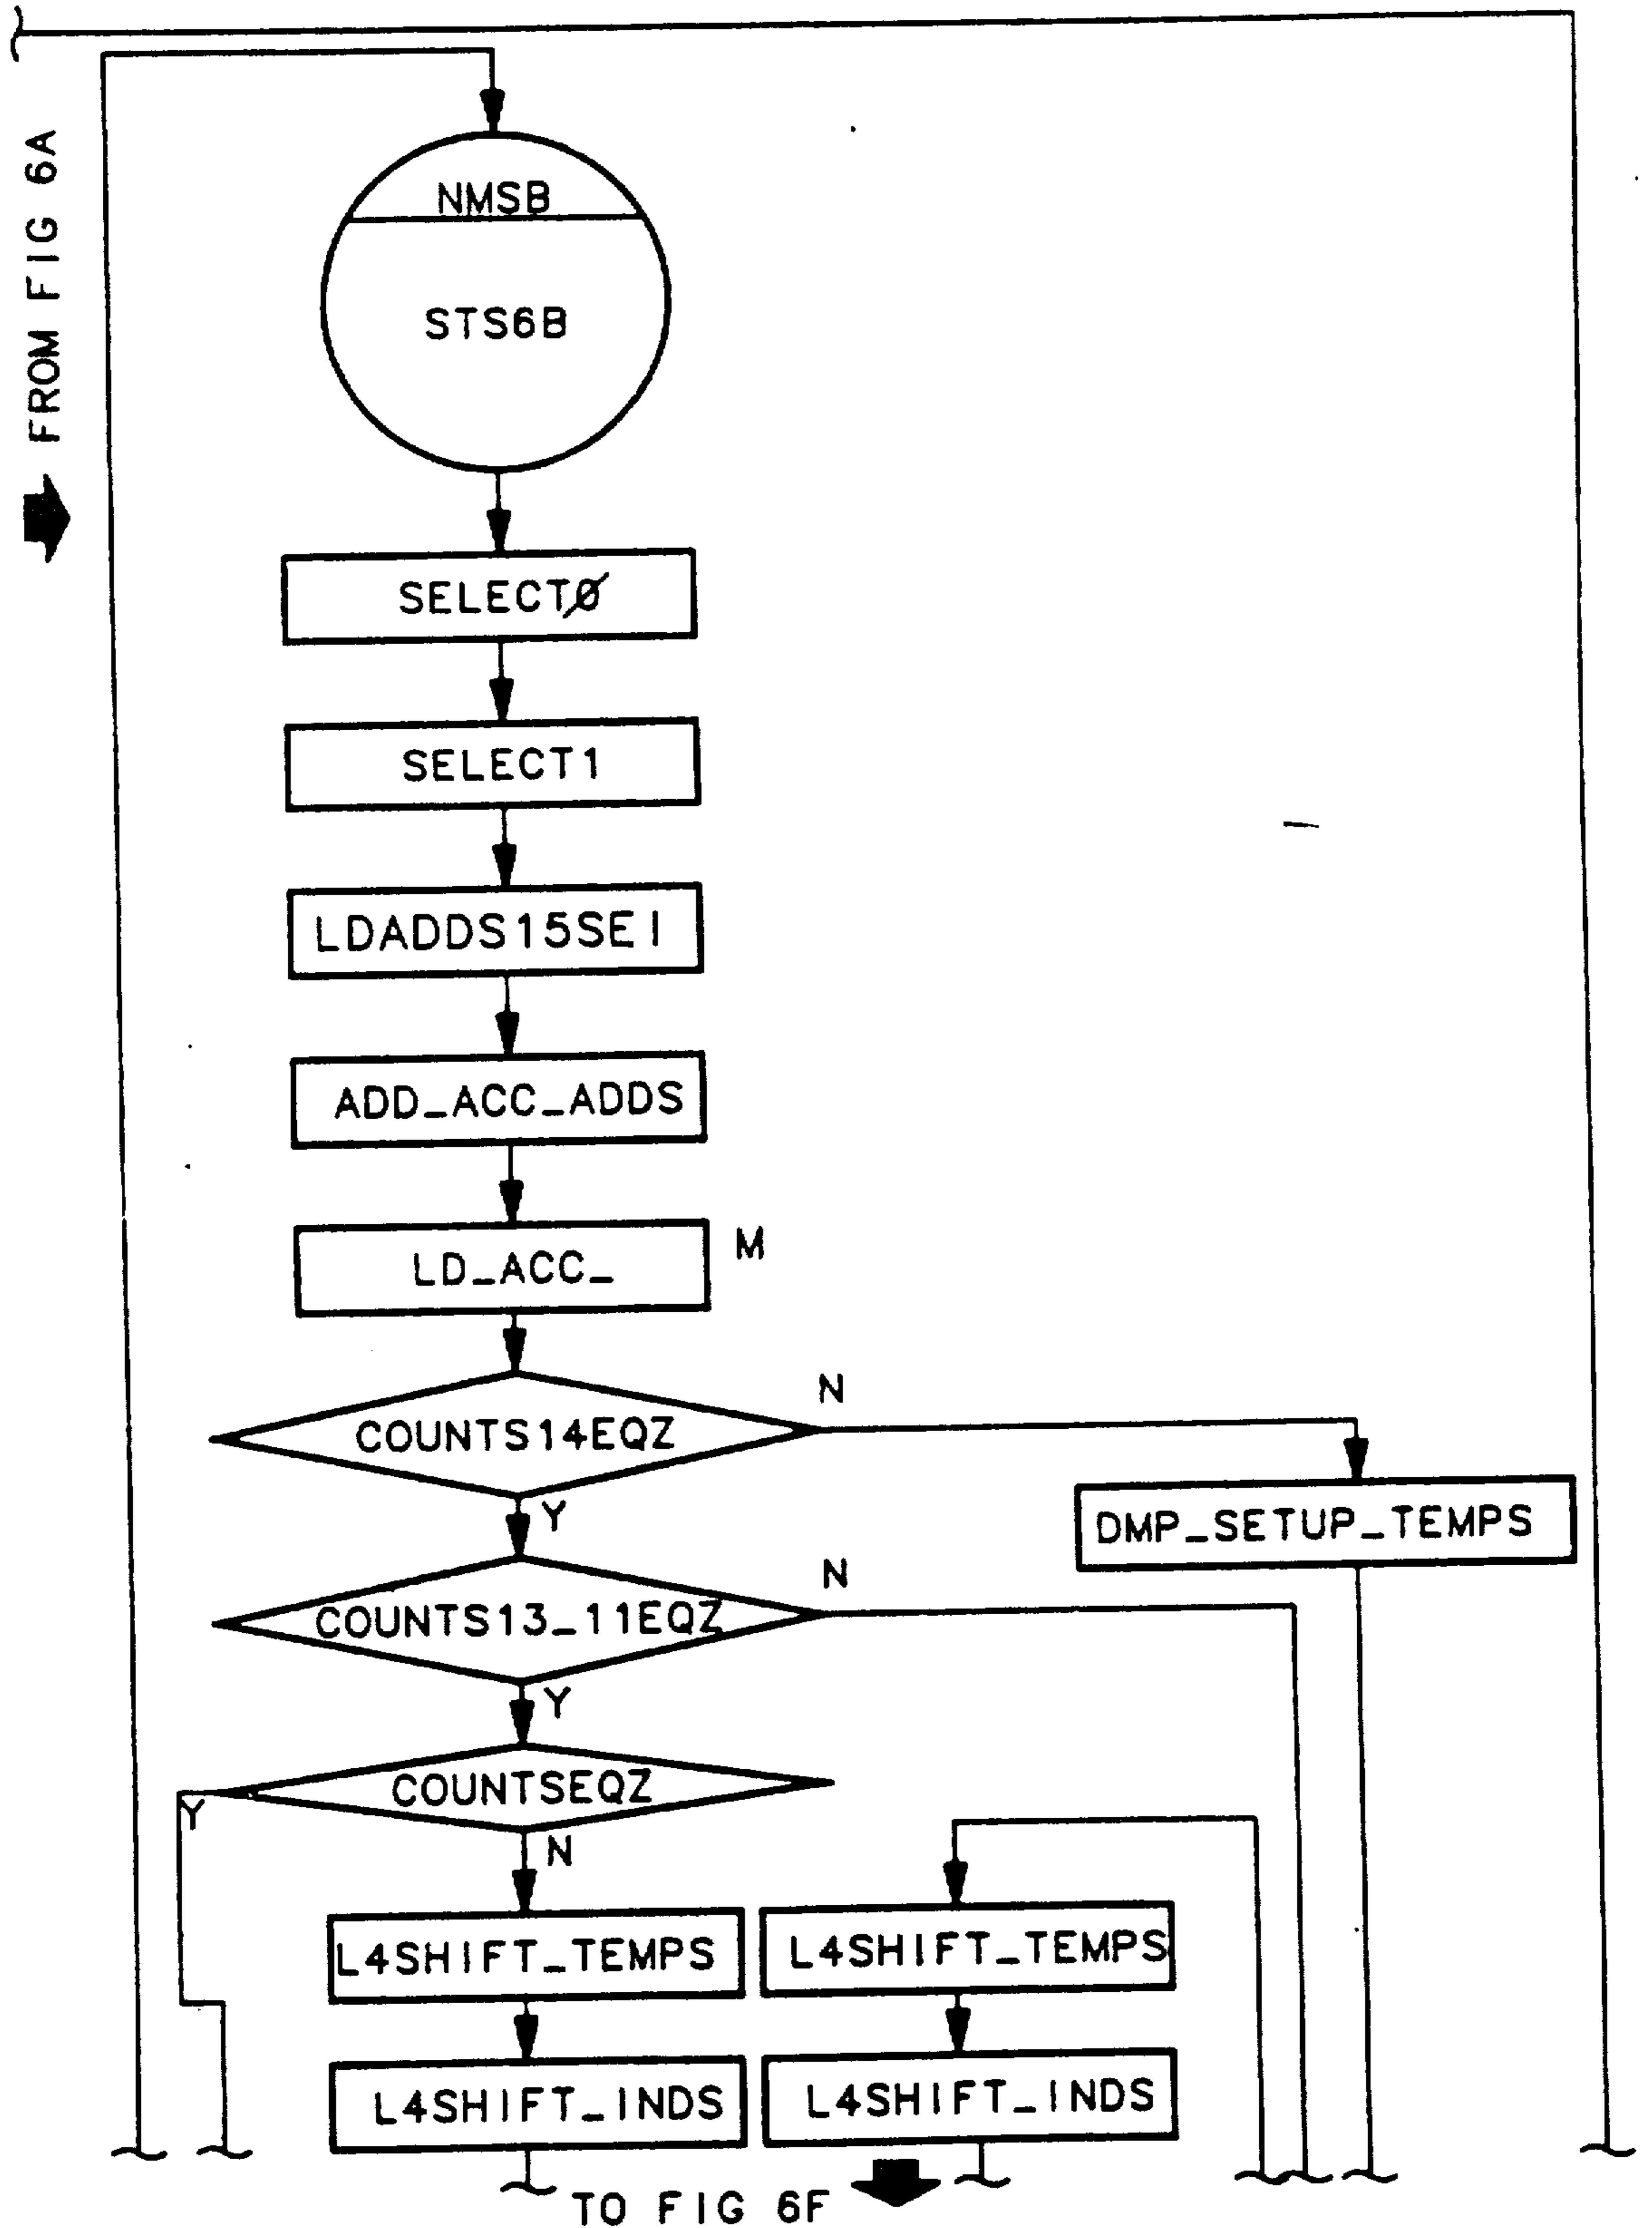 FROM FIG 6A
NMSB
STS6B
SELECT0
SELECT1
LDADDS15SEI
ADD_ACC_ADDS
LD_ACC_
M
COUNTS14EQZ
N
Y
DMP_SETUP_TEMPS
COUNTS13_11EQZ
N
Y
COUNTSEQZ
Y
N
L4SHIFT_TEMPS
L4SHIFT_TEMPS
L4SHIFT_INDS
L4SHIFT_INDS
TO FIG 6F